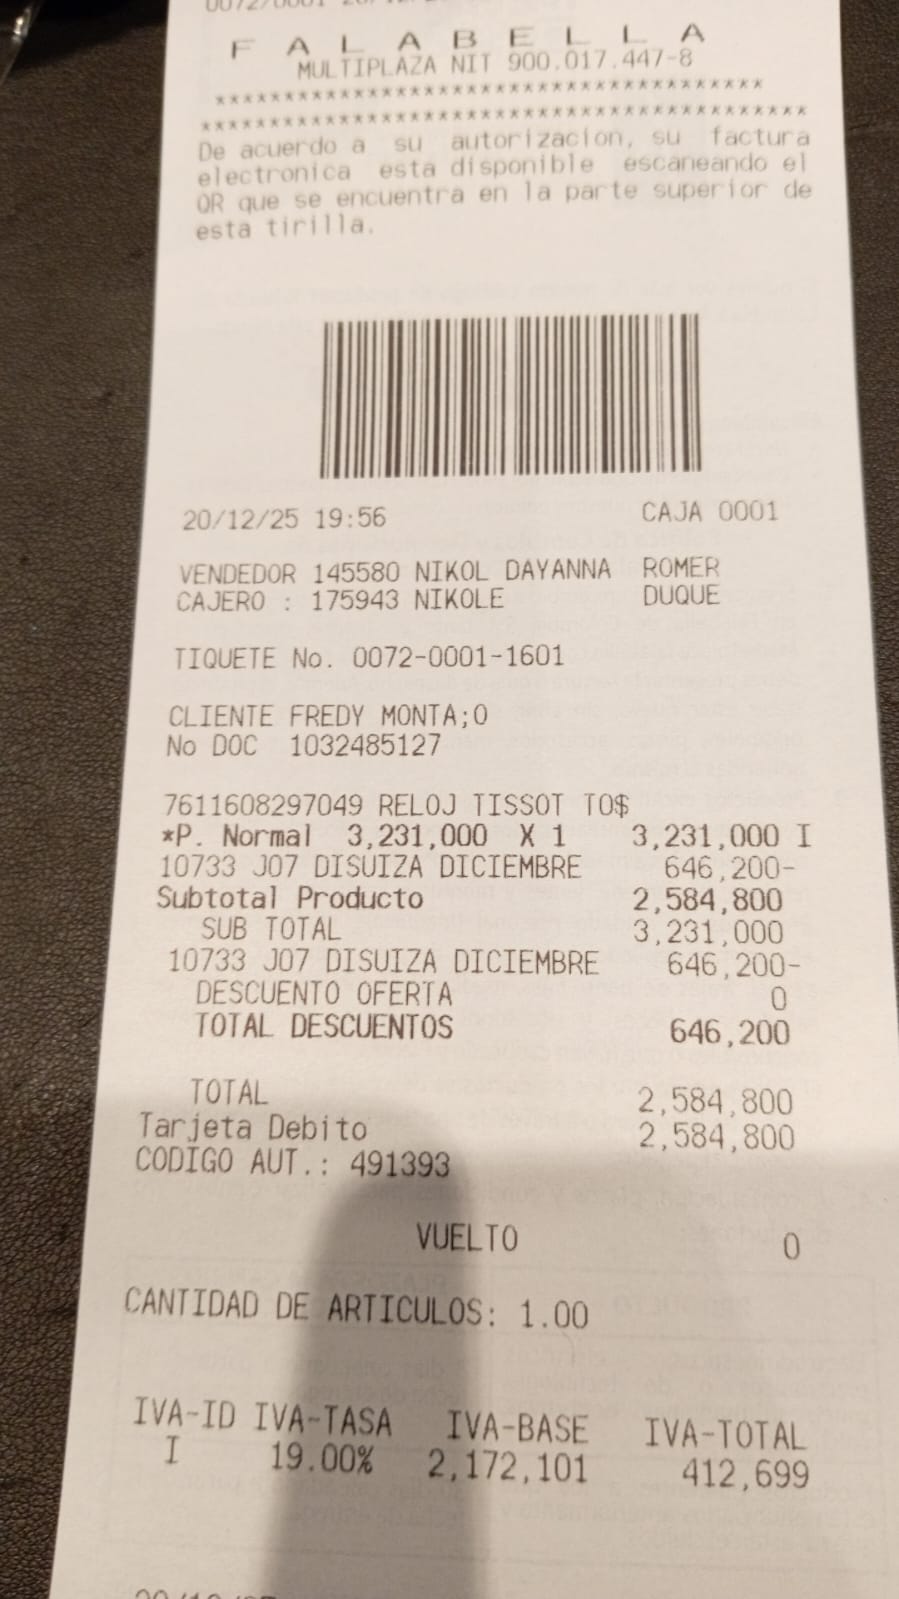 F A L A B E L L A
MULTIPLAZA NIT 900.017.447-8
****************************************
********************************************
De acuerdo a su autorizacion, su factura
electronica esta disponible escaneando el
QR que se encuentra en la parte superior de
esta tirilla.
20/12/25 19:56 CAJA 0001
VENDEDOR 145580 NIKOL DAYANNA ROMER
CAJERO : 175943 NIKOLE DUQUE
TIQUETE No. 0072-0001-1601
CLIENTE FREDY MONTA;O
No DOC 1032485127
7611608297049 RELOJ TISSOT TO$
*P. Normal 3,231,000 X 1 3,231,000 I
10733 J07 DISUIZA DICIEMBRE 646,200-
Subtotal Producto 2,584,800
SUB TOTAL 3,231,000
10733 J07 DISUIZA DICIEMBRE 646,200-
DESCUENTO OFERTA 0
TOTAL DESCUENTOS 646,200
TOTAL 2,584,800
Tarjeta Debito 2,584,800
CODIGO AUT.: 491393
VUELTO 0
CANTIDAD DE ARTICULOS: 1.00
IVA-ID IVA-TASA IVA-BASE IVA-TOTAL
I 19.00% 2,172,101 412,699